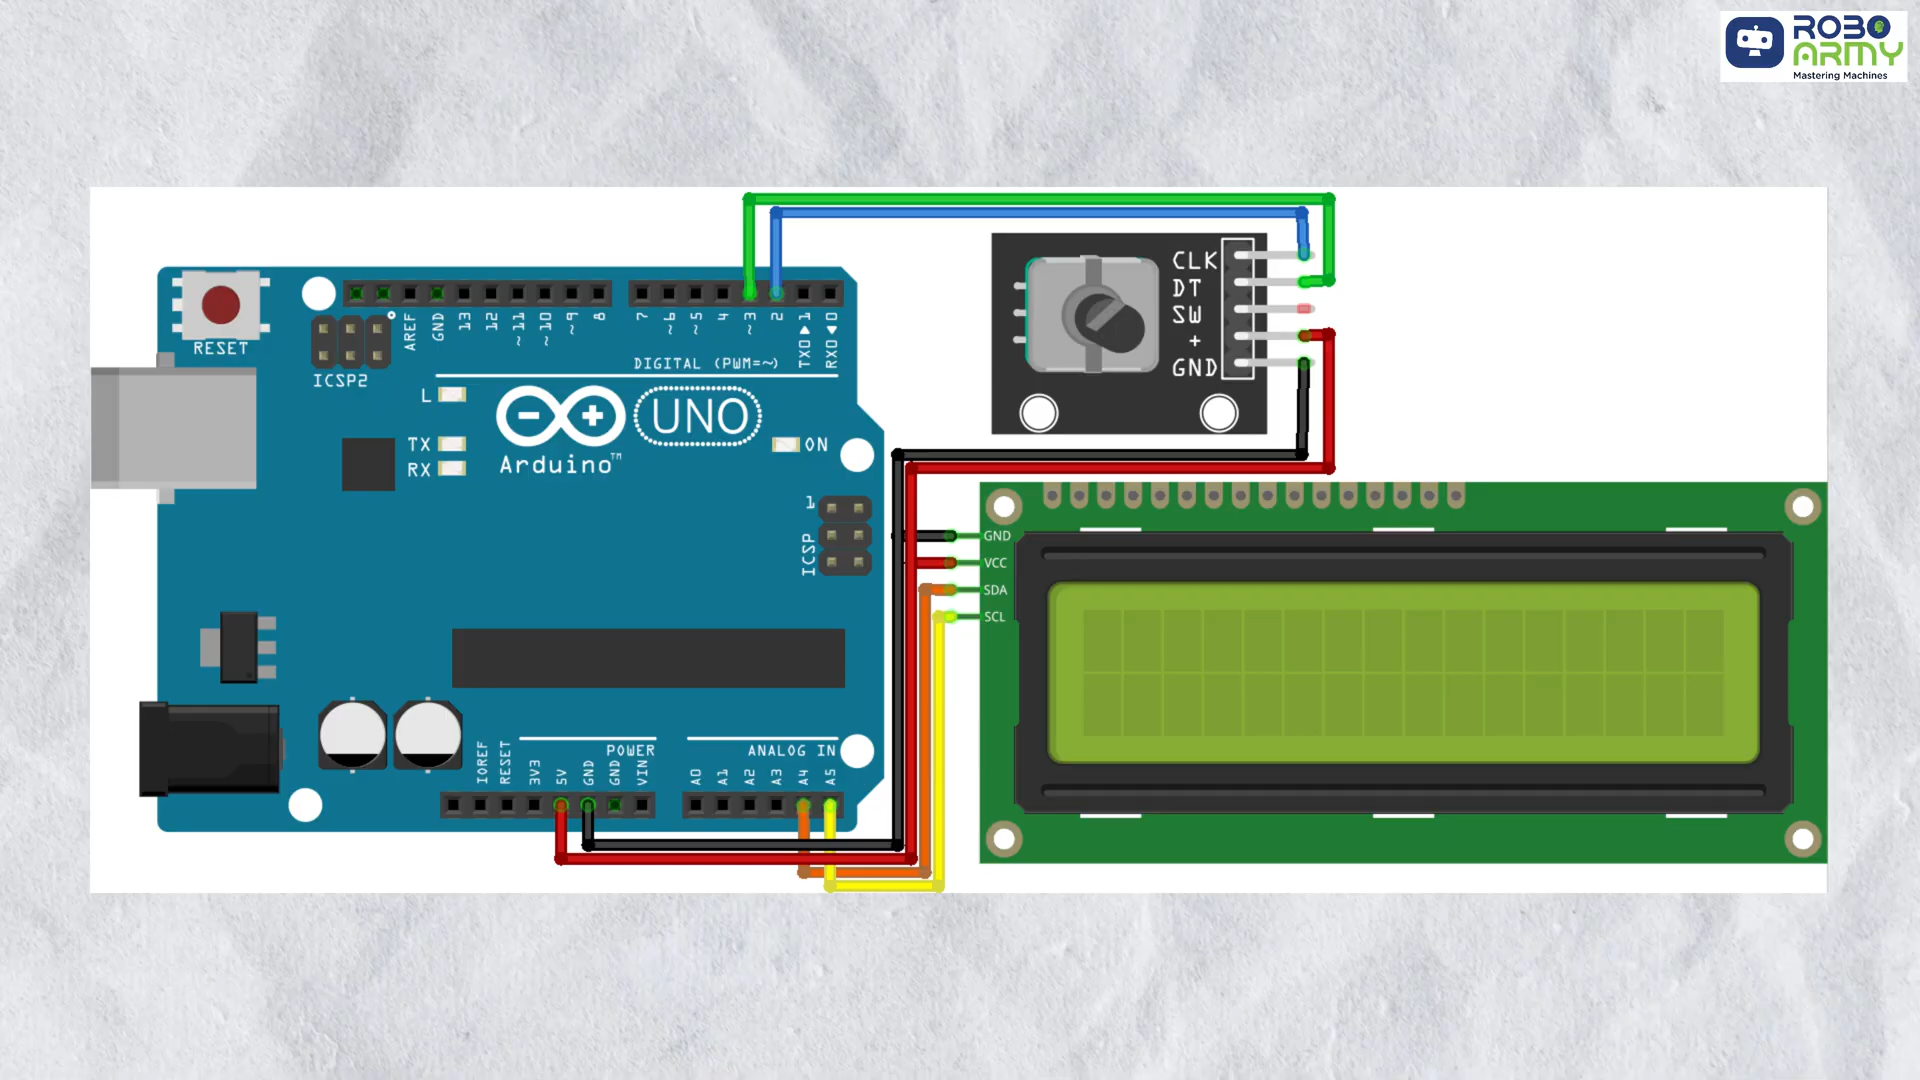 ROBO
ARMY
Mastering Machines
RESET
ICSP2
AREF
GND
13
12
~11
~10
~9
8
7
~6
~5
4
~3
2
TX0▶1
RX0◀0
DIGITAL (PWM=~)
L
TX
RX
UNO
Arduino™
ON
1
ICSP
IOREF
RESET
3V3
5V
GND
GND
VIN
POWER
ANALOG IN
A0
A1
A2
A3
A4
A5
CLK
DT
SW
+
GND
GND
VCC
SDA
SCL